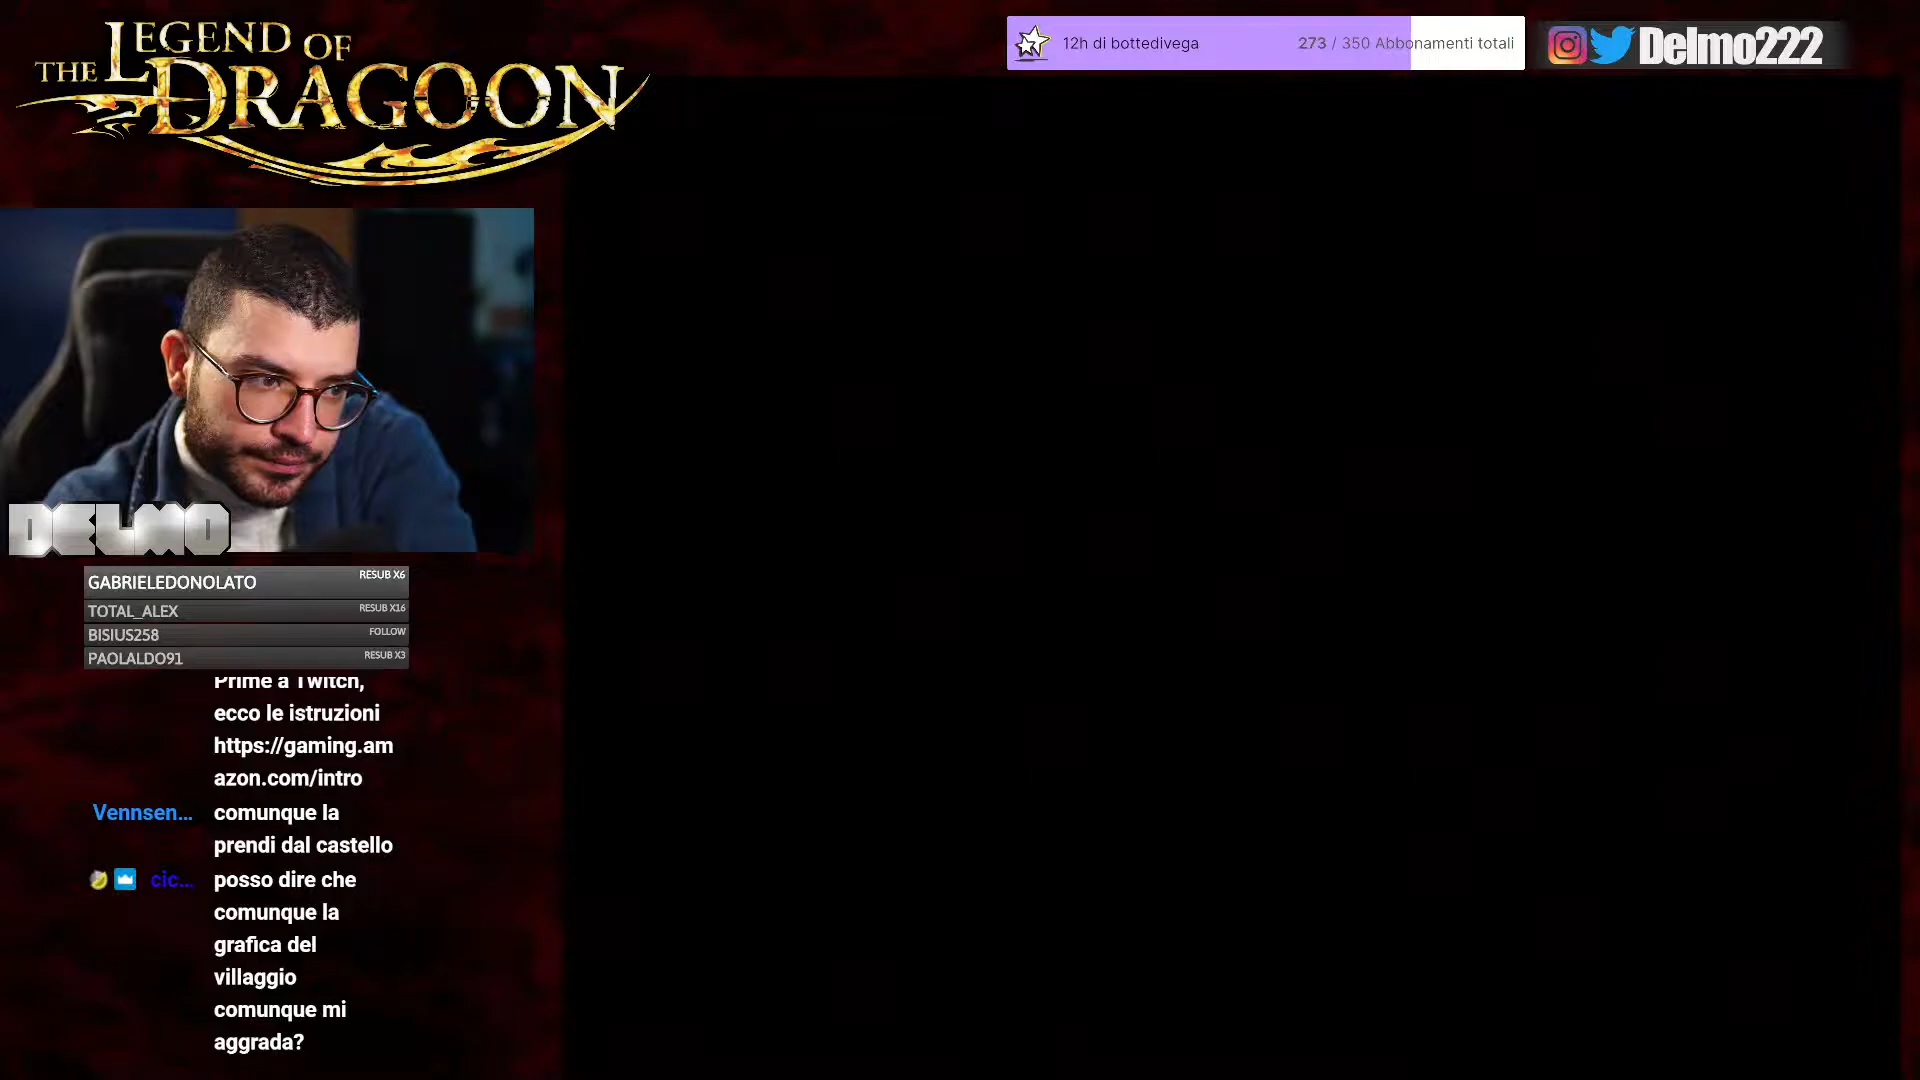 THE LEGEND OF
DRAGOON
12h di bottedivega 273 / 350 Abbonamenti totali
Delmo222
DELMO
GABRIELEDONOLATO RESUB X6
TOTAL_ALEX RESUB X16
BISIUS258 FOLLOW
PAOLALDO91 RESUB X3
Prime a Twitch,
ecco le istruzioni
https://gaming.am
azon.com/intro
Vennsen... comunque la
prendi dal castello
cic... posso dire che
comunque la
grafica del
villaggio
comunque mi
aggrada?